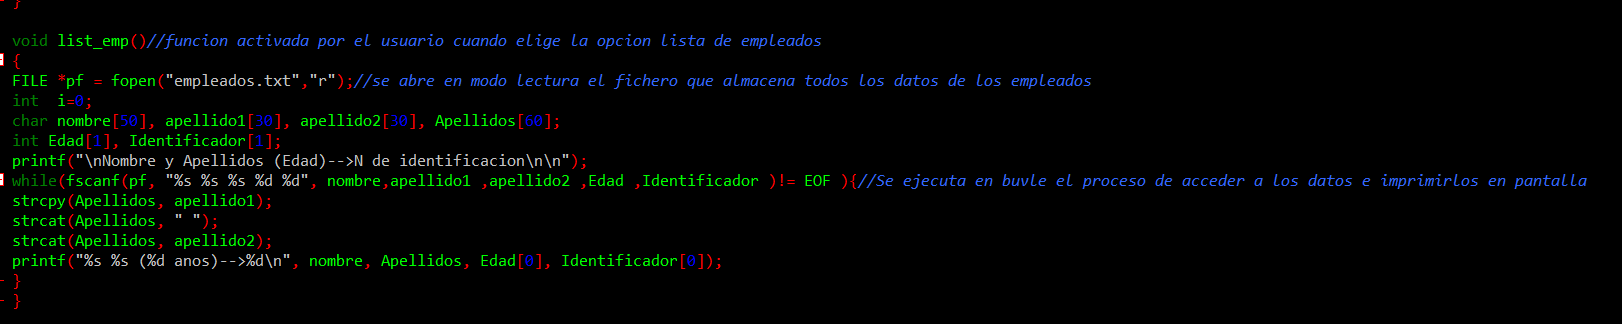 }
void list_emp()//funcion activada por el usuario cuando elige la opcion lista de empleados
{
FILE *pf = fopen("empleados.txt","r");//se abre en modo lectura el fichero que almacena todos los datos de los empleados
int  i=0;
char nombre[50], apellido1[30], apellido2[30], Apellidos[60];
int Edad[1], Identificador[1];
printf("\nNombre y Apellidos (Edad)-->N de identificacion\n\n");
while(fscanf(pf, "%s %s %s %d %d", nombre,apellido1 ,apellido2 ,Edad ,Identificador )!= EOF ){//Se ejecuta en buvle el proceso de acceder a los datos e imprimirlos en pantalla
strcpy(Apellidos, apellido1);
strcat(Apellidos, " ");
strcat(Apellidos, apellido2);
printf("%s %s (%d anos)-->%d\n", nombre, Apellidos, Edad[0], Identificador[0]);
}
}